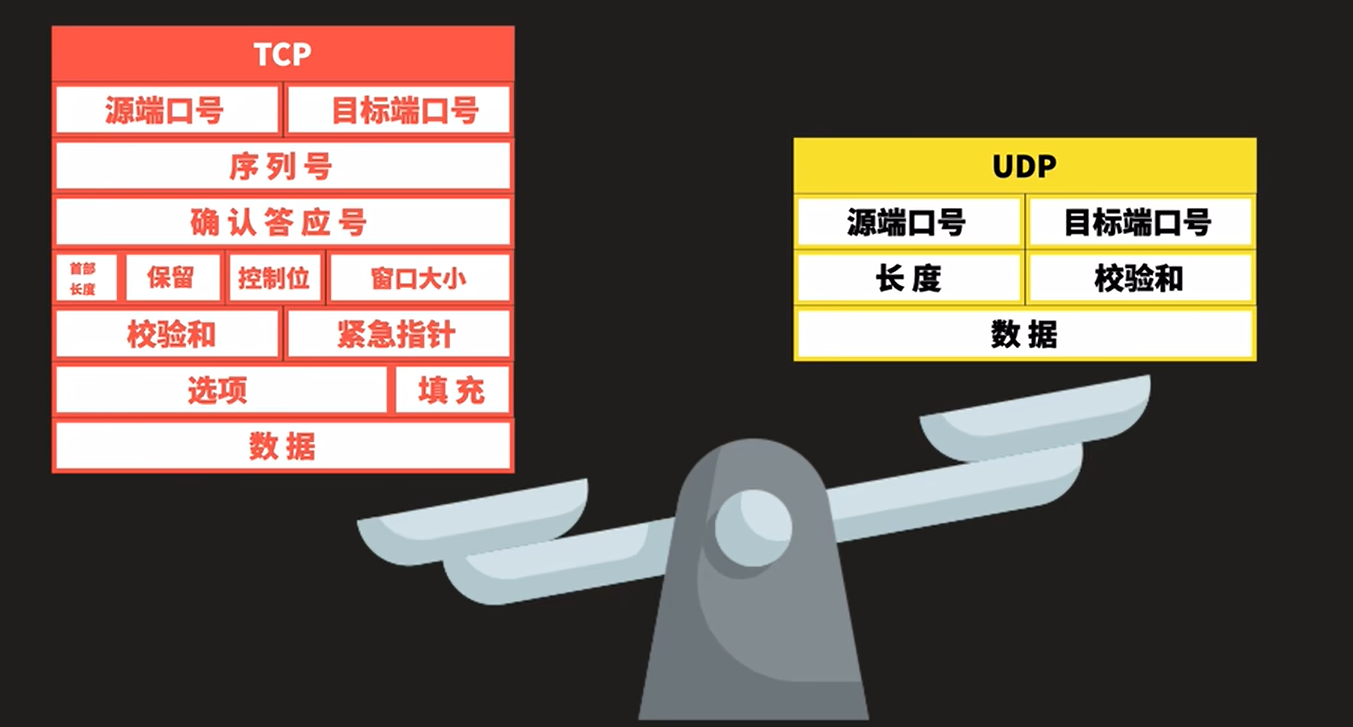 TCP
源端口号 目标端口号
序列号
确认答应号
首部
长度
保留 控制位 窗口大小
校验和 紧急指针
选项 填充
数据
UDP
源端口号 目标端口号
长度 校验和
数据